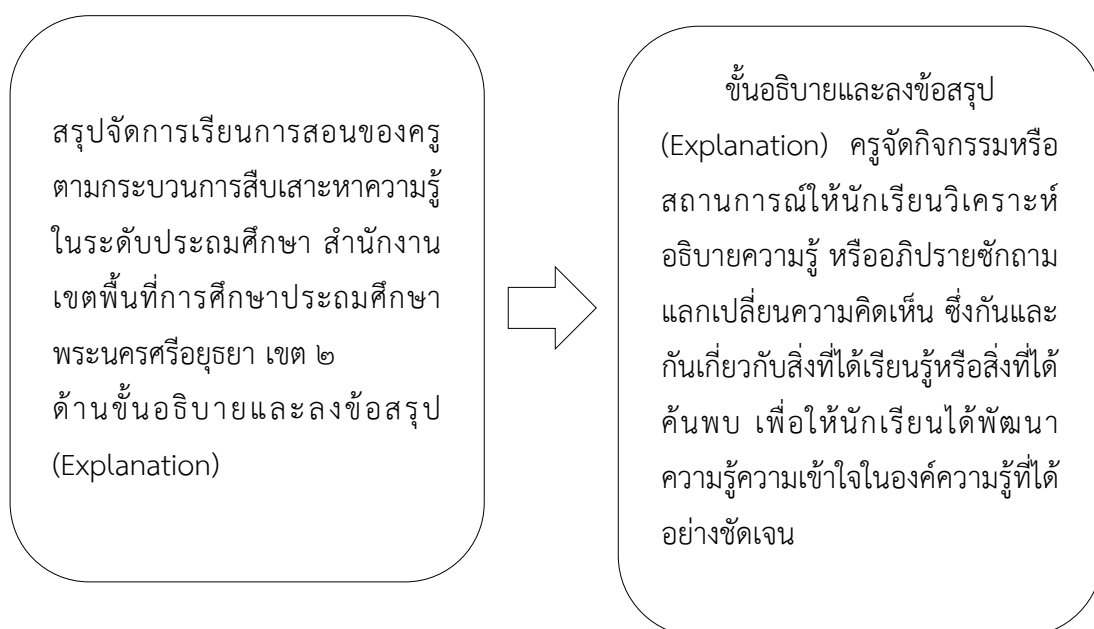 สรุปจัดการเรียนการสอนของครู
ตามกระบวนการสืบเสาะหาความรู้
ในระดับประถมศึกษา สำนักงาน
เขตพื้นที่การศึกษาประถมศึกษา
พระนครศรีอยุธยา เขต ๒
ด้านขั้นอธิบายและลงข้อสรุป
(Explanation)
ขั้นอธิบายและลงข้อสรุป
(Explanation) ครูจัดกิจกรรมหรือ
สถานการณ์ให้นักเรียนวิเคราะห์
อธิบายความรู้ หรืออภิปรายซักถาม
แลกเปลี่ยนความคิดเห็น ซึ่งกันและ
กันเกี่ยวกับสิ่งที่ได้เรียนรู้หรือสิ่งที่ได้
ค้นพบ เพื่อให้นักเรียนได้พัฒนา
ความรู้ความเข้าใจในองค์ความรู้ที่ได้
อย่างชัดเจน